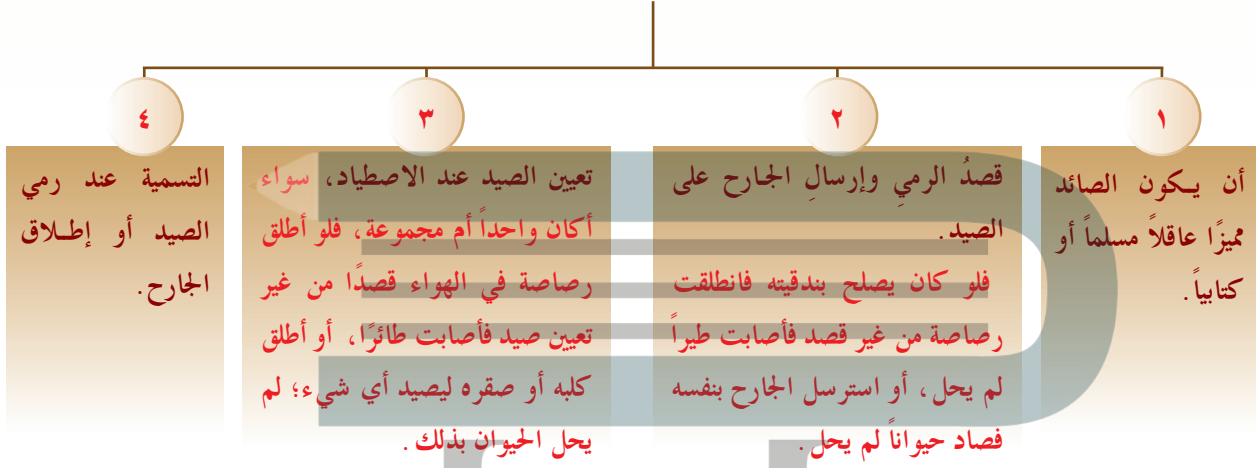 ١
أن يكون الصائد
مميزًا عاقلاً مسلماً أو
كتابياً.
٢
قصدُ الرمي وإرسالِ الجارح على
الصيد.
فلو كان يصلح بندقيته فانطلقت
رصاصة من غير قصد فأصابت طيراً
لم يحل، أو استرسل الجارح بنفسه
فصاد حيواناً لم يحل.
٣
تعيين الصيد عند الاصطياد، سواء
أكان واحداً أم مجموعة، فلو أطلق
رصاصة في الهواء قصدًا من غير
تعيين صيد فأصابت طائرًا، أو أطلق
كلبه أو صقره ليصيد أي شيء؛ لم
يحل الحيوان بذلك.
٤
التسمية عند رمي
الصيد أو إطلاق
الجارح.